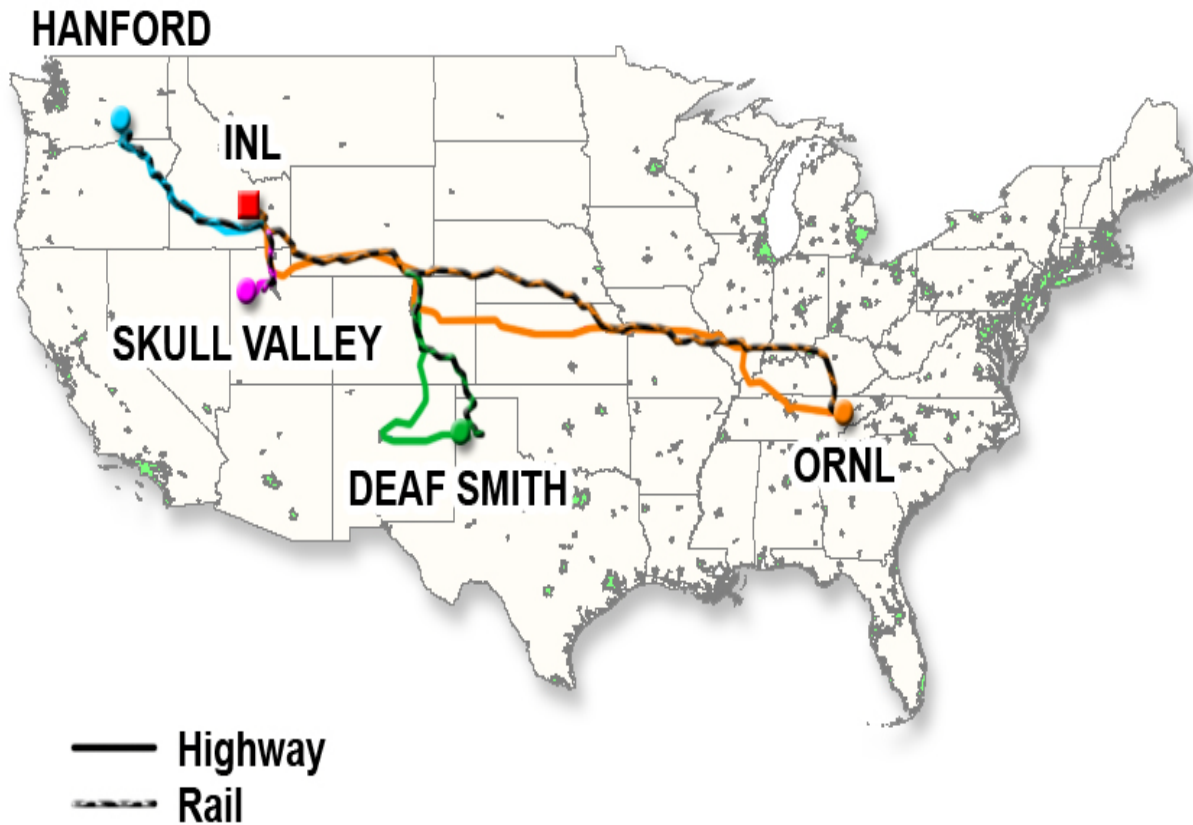 HANFORD
INL
SKULL VALLEY
DEAF SMITH
ORNL
Highway
Rail